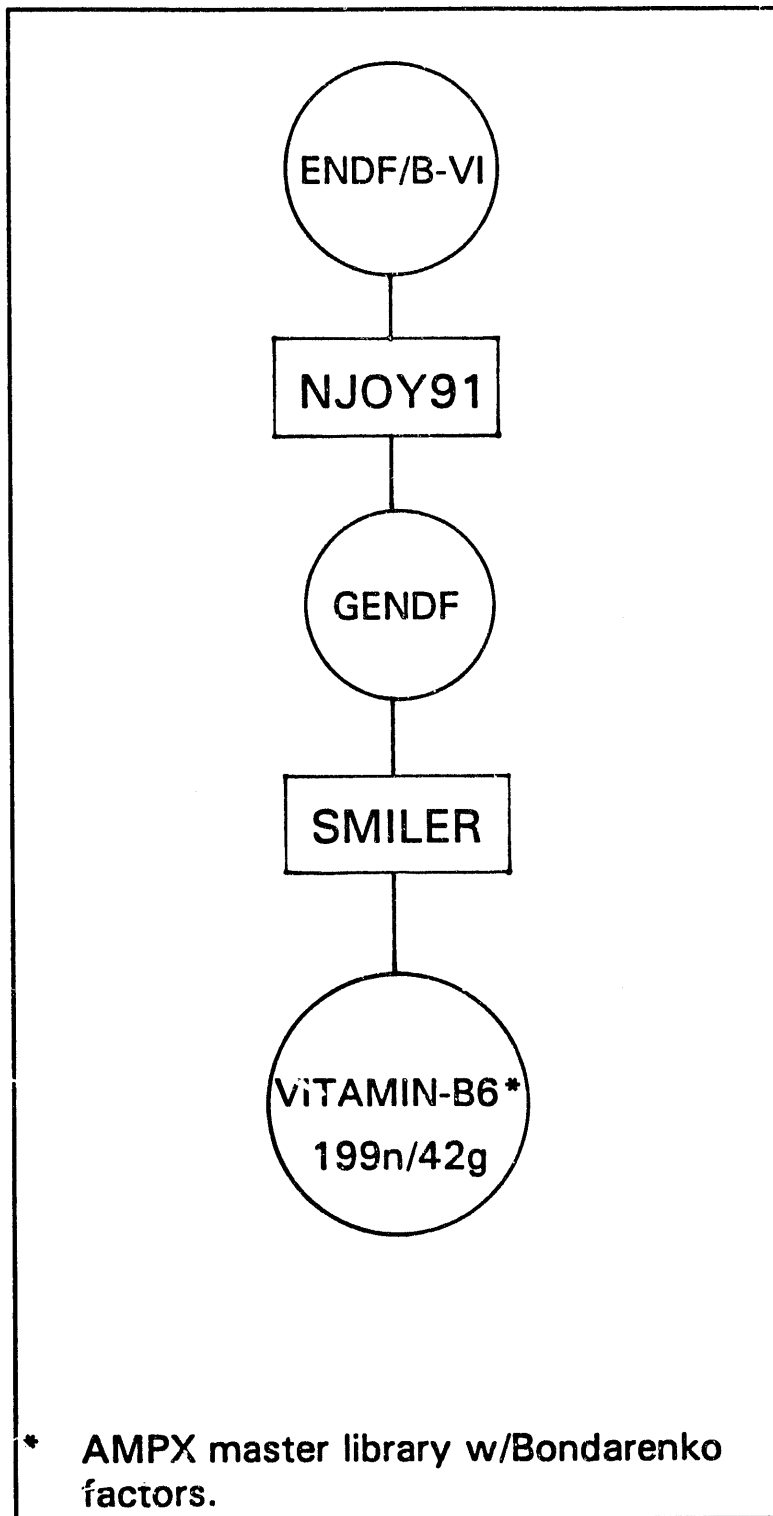 ENDF/B-VI
NJOY91
GENDF
SMILER
VITAMIN-B6*
199n/42g
* AMPX master library w/Bondarenko
factors.